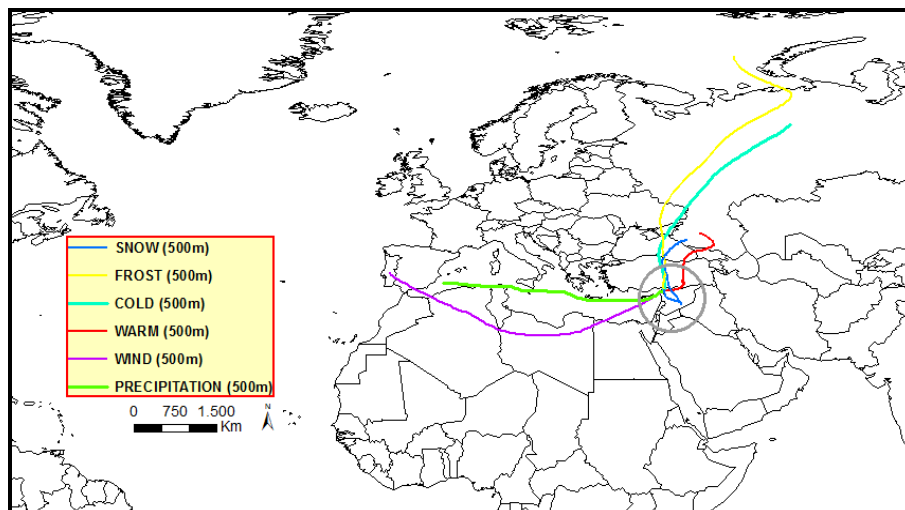 SNOW (500m)
FROST (500m)
COLD (500m)
WARM (500m)
WIND (500m)
PRECIPITATION (500m)
0 750 1.500
Km
N